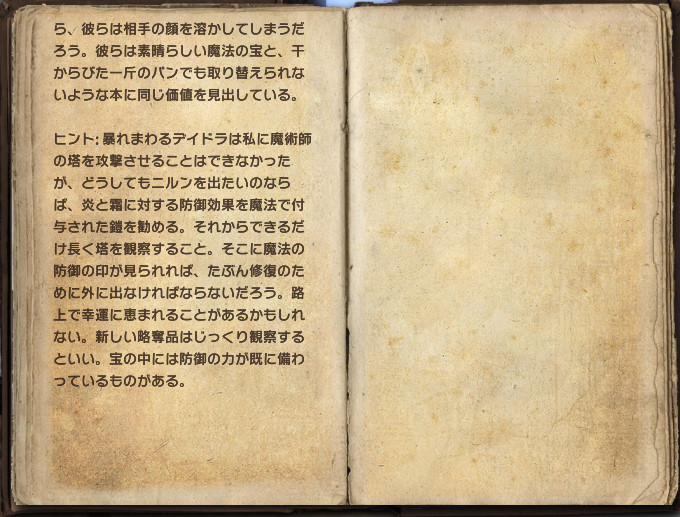 ら、彼らは相手の顔を溶かしてしまうだ
ろう。彼らは素晴らしい魔法の宝と、干
からびた一斤のパンでも取り替えられな
いような本に同じ価値を見出している。
ヒント: 暴れまわるデイドラは私に魔術師
の塔を攻撃させることはできなかった
が、どうしてもニルンを出たいのなら
ば、炎と霜に対する防御効果を魔法で付
与された鎧を勧める。それからできるだ
け長く塔を観察すること。そこに魔法の
防御の印が見られれば、たぶん修復のた
めに外に出なければならないだろう。路
上で幸運に恵まれることがあるかもしれ
ない。新しい略奪品はじっくり観察する
といい。宝の中には防御の力が既に備わ
っているものがある。